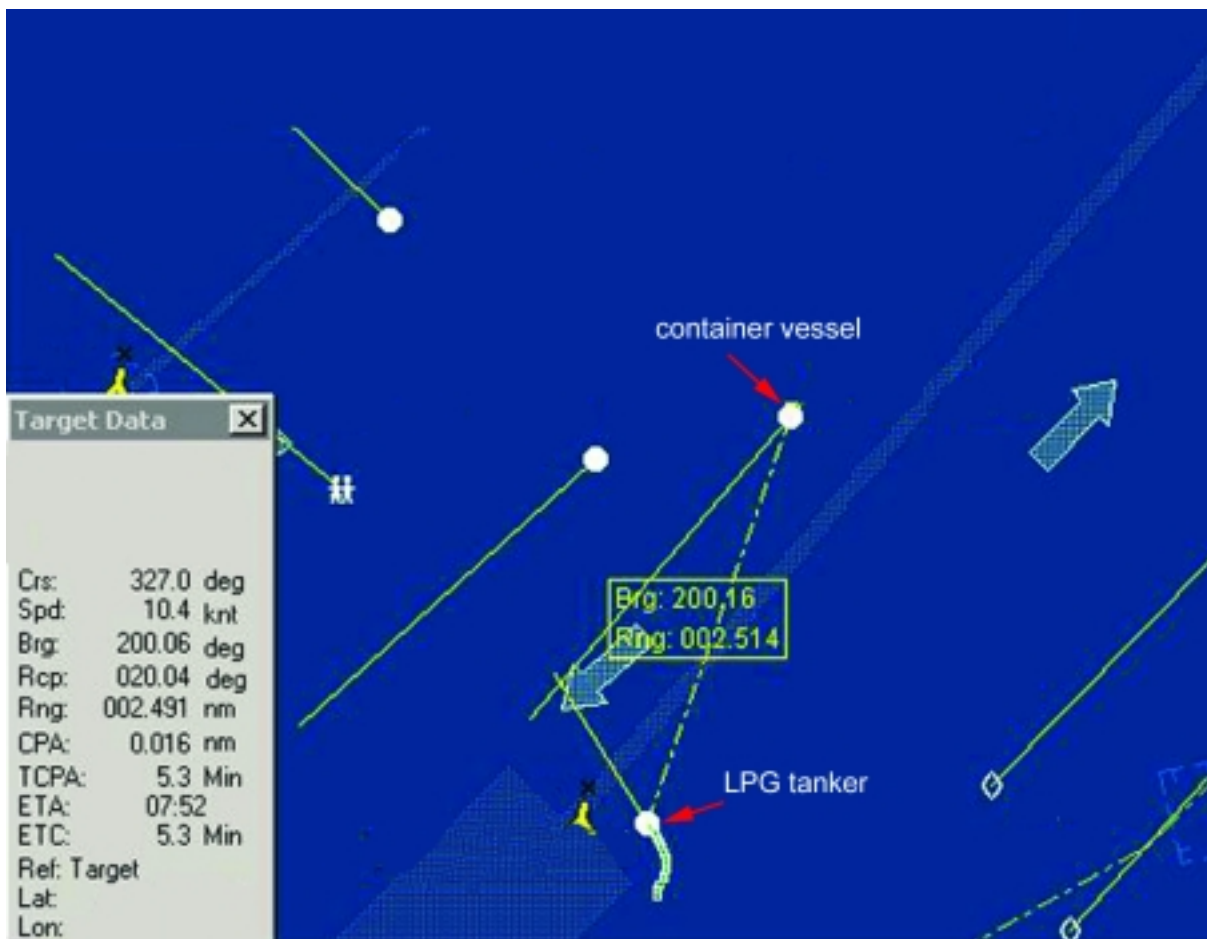 container vessel
Target Data
Crs: 327.0 deg
Spd: 10.4 knt
Brg: 200.06 deg
Rcp: 020.04 deg
Rng: 002.491 nm
CPA: 0.016 nm
TCPA: 5.3 Min
ETA: 07:52
ETC: 5.3 Min
Ref: Target
Lat:
Lon:
Brg: 200.16
Rng: 002.514
LPG tanker